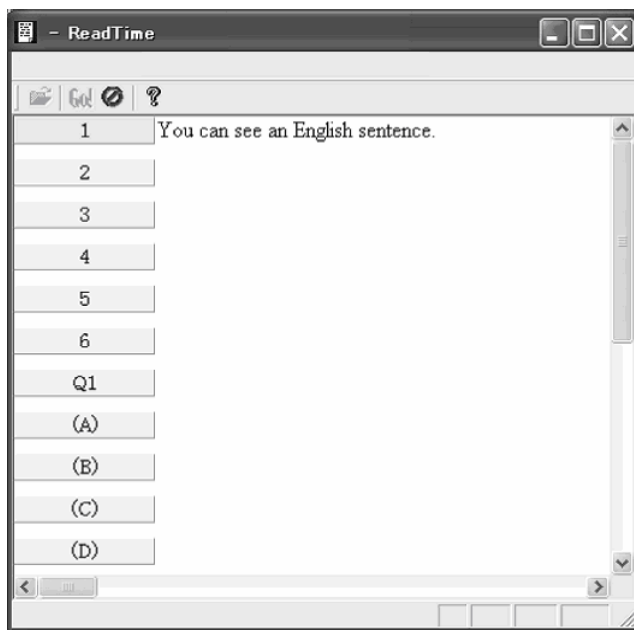 - ReadTime
Go!
1 You can see an English sentence.
2
3
4
5
6
Q1
(A)
(B)
(C)
(D)